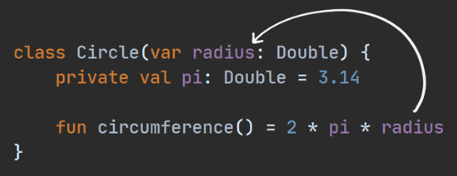 class Circle(var radius: Double) {
    private val pi: Double = 3.14
    fun circumference() = 2 * pi * radius
}